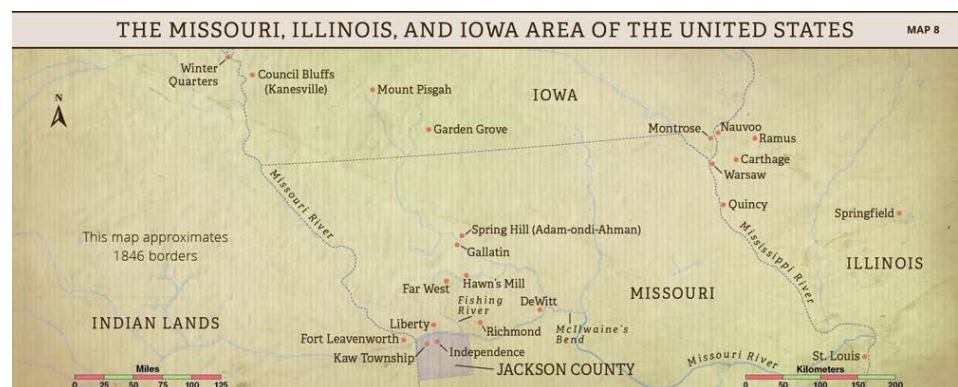 THE MISSOURI, ILLINOIS, AND IOWA AREA OF THE UNITED STATES
MAP 8
Winter
Quarters
Council Bluffs
(Kanesville)
Mount Pisgah
IOWA
N
Garden Grove
Montrose
Nauvoo
Ramus
Carthage
Warsaw
Missouri River
Quincy
Springfield
This map approximates
1846 borders
Spring Hill (Adam-ondi-Ahman)
Gallatin
Mississippi River
ILLINOIS
Far West
Hawn's Mill
MISSOURI
Fishing
River
DeWitt
INDIAN LANDS
Liberty
Richmond
McIlwaine's
Bend
Fort Leavenworth
Kaw Township
Independence
JACKSON COUNTY
Missouri River
St. Louis
Miles
0 25 50 75 100 125
Kilometers
0 50 100 150 200